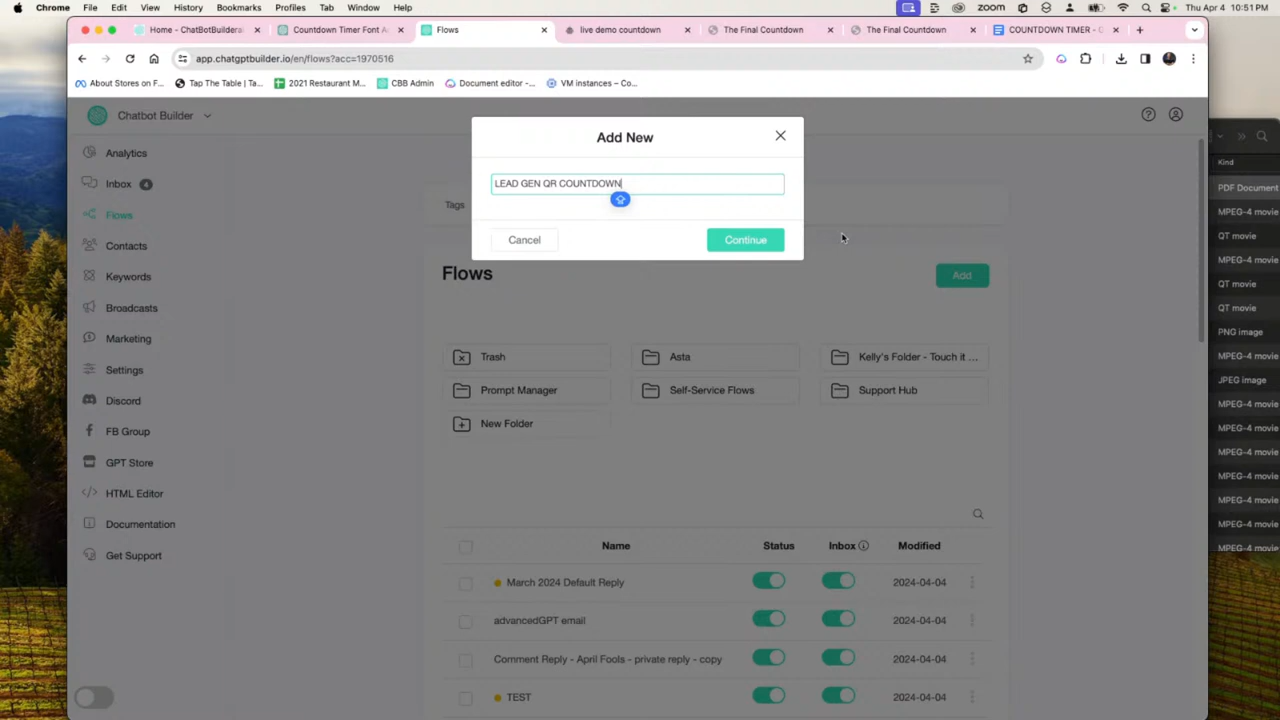 Chrome File Edit View History Bookmarks Profiles Tab Window Help
zoom Thu Apr 4 10:51 PM
Home - ChatBotBuildera
Countdown Timer Font A
Flows
live demo countdown
The Final Countdown
The Final Countdown
COUNTDOWN TIMER - G
app.chatgptbuilder.io/en/flows?acc=1970516
About Stores on F...
Tap The Table | Ta...
2021 Restaurant M...
CBB Admin
Document editor -...
VM instances – Co...
Chatbot Builder
Analytics
Inbox 4
Flows
Contacts
Keywords
Broadcasts
Marketing
Settings
Discord
FB Group
GPT Store
HTML Editor
Documentation
Get Support
Add New
LEAD GEN QR COUNTDOWN
Cancel
Continue
Tags
Flows
Add
Trash
Asta
Kelly's Folder - Touch it ...
Prompt Manager
Self-Service Flows
Support Hub
New Folder
Name Status Inbox Modified
March 2024 Default Reply 2024-04-04
advancedGPT email 2024-04-04
Comment Reply - April Fools - private reply - copy 2024-04-04
TEST 2024-04-04
Kind
PDF Document
MPEG-4 movie
QT movie
MPEG-4 movie
QT movie
QT movie
PNG image
MPEG-4 movie
JPEG image
MPEG-4 movie
MPEG-4 movie
MPEG-4 movie
MPEG-4 movie
MPEG-4 movie
MPEG-4 movie
MPEG-4 movie